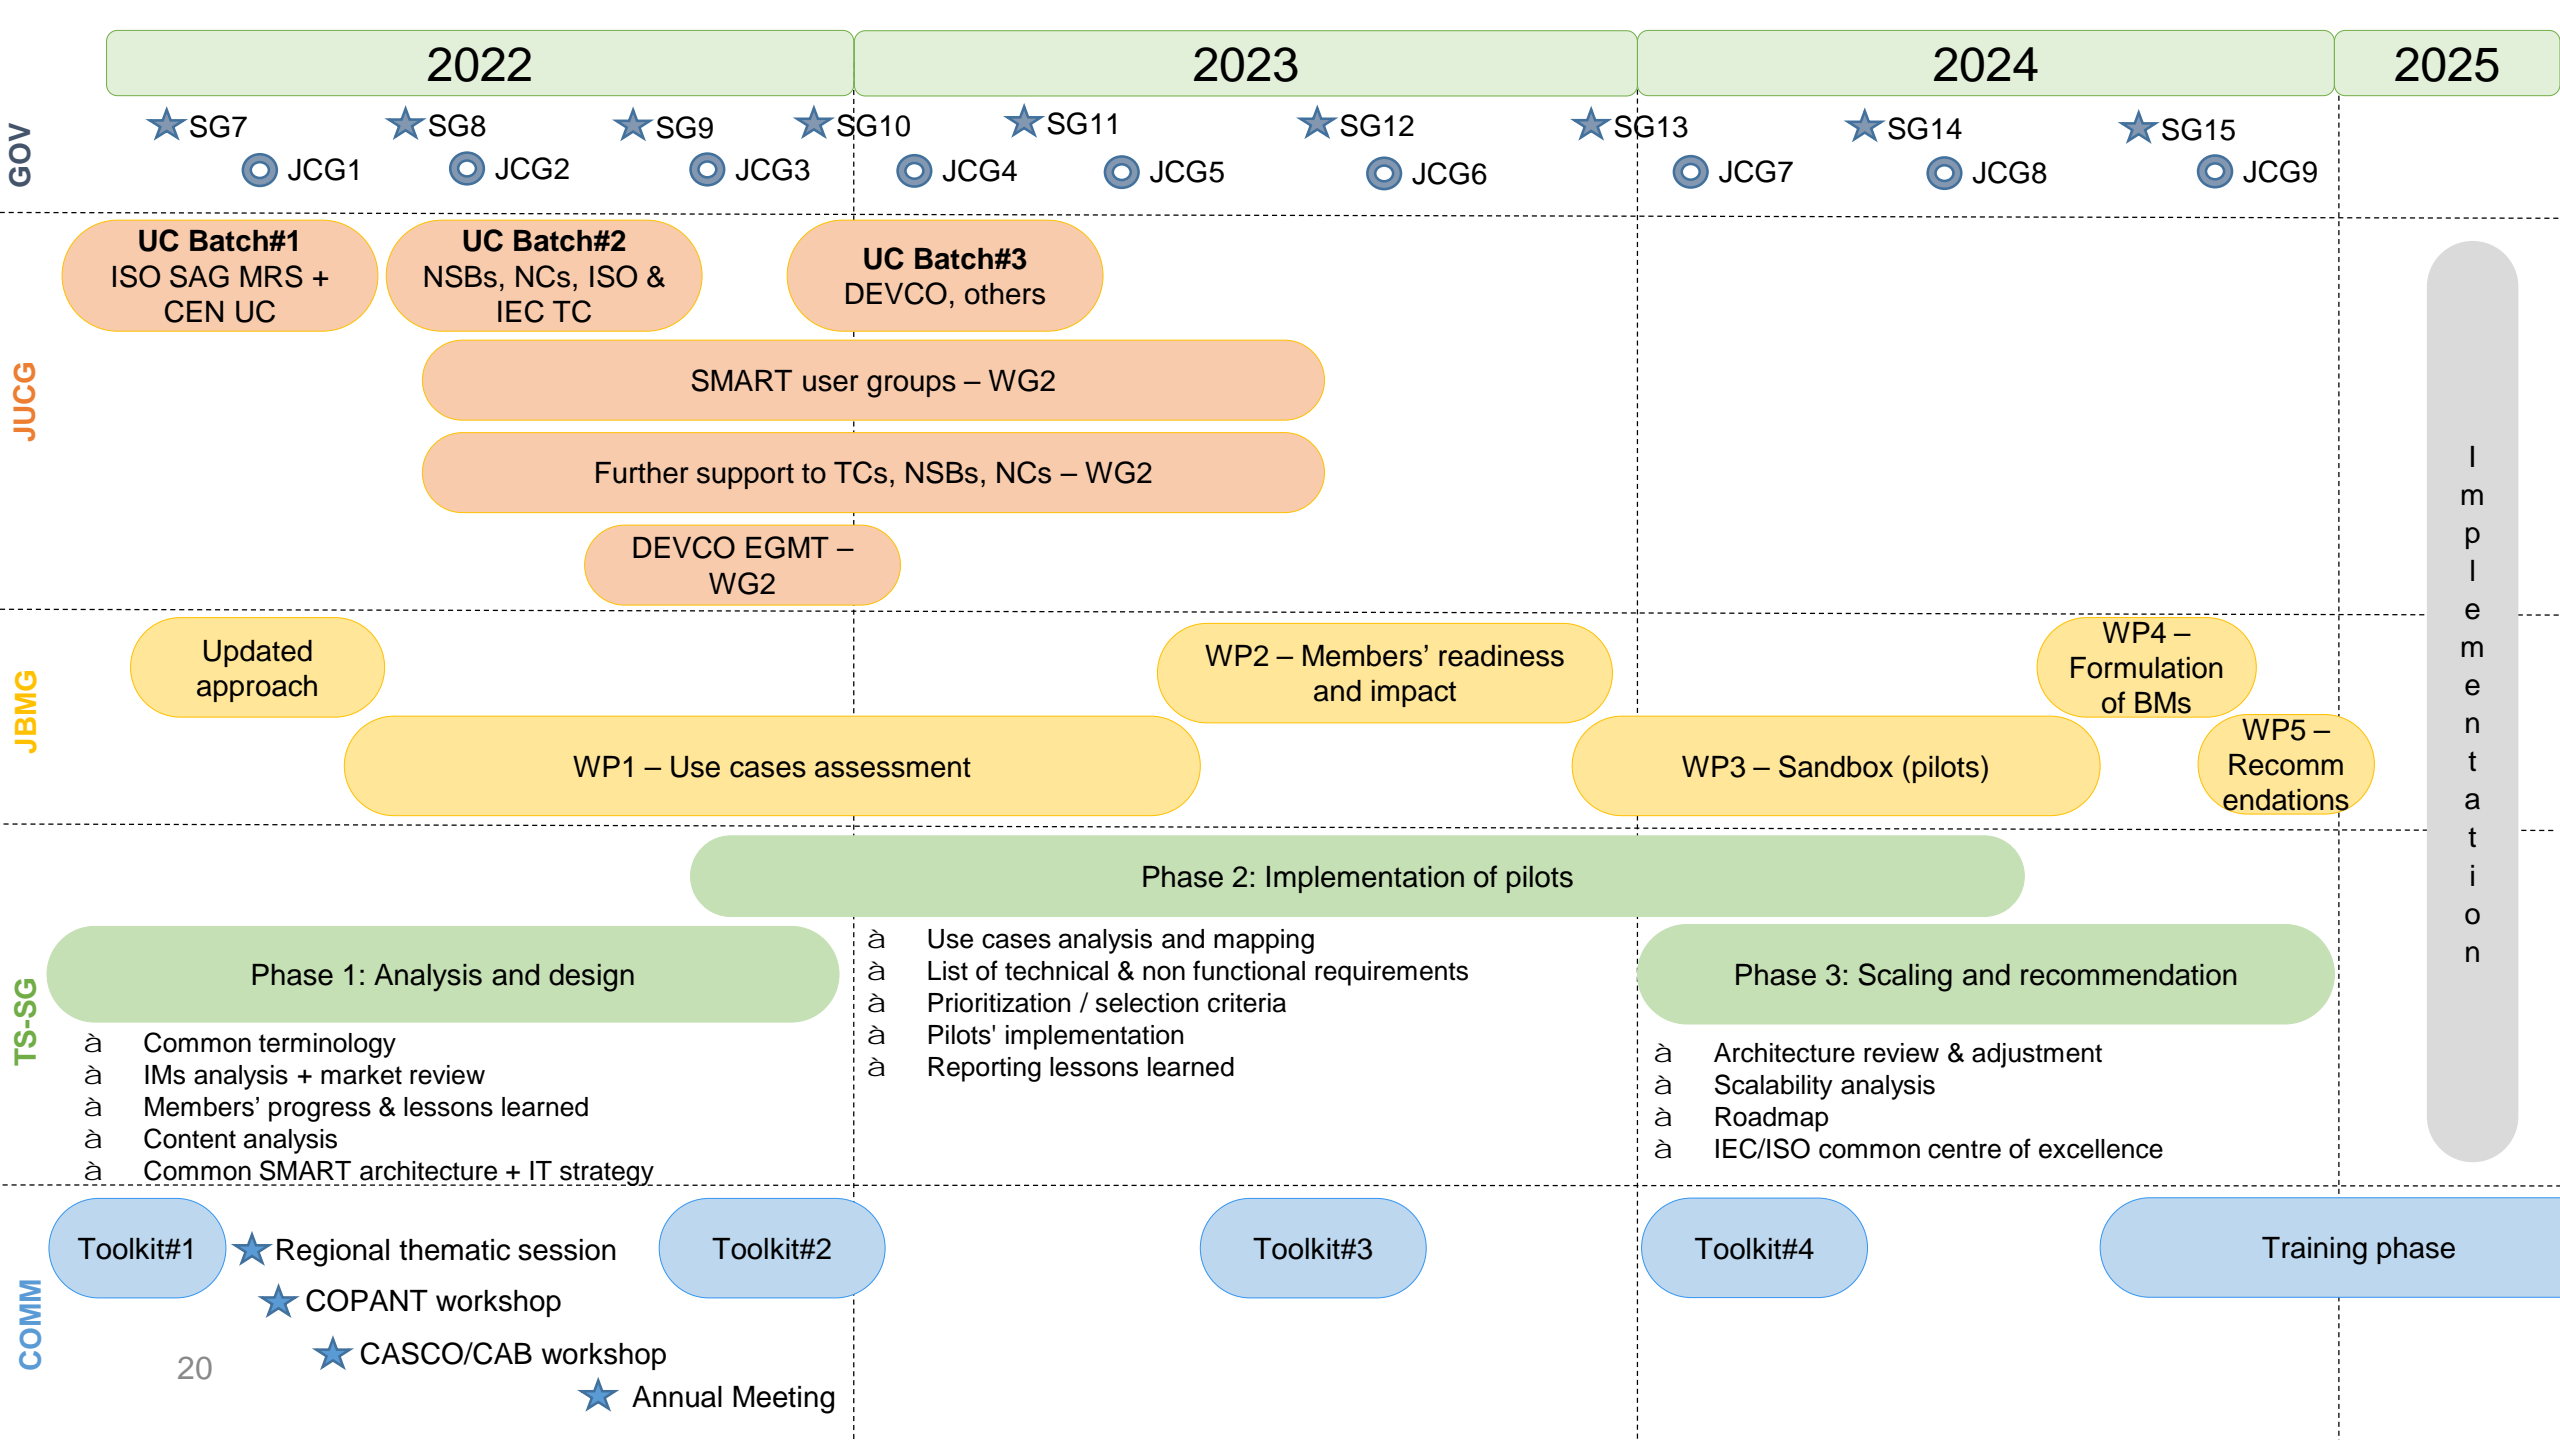 2022
2023
2024
2025
GOV
SG7
SG8
SG9
SG10
SG11
SG12
SG13
SG14
SG15
JCG1
JCG2
JCG3
JCG4
JCG5
JCG6
JCG7
JCG8
JCG9
JUCG
UC Batch#1
ISO SAG MRS +
CEN UC
UC Batch#2
NSBs, NCs, ISO &
IEC TC
UC Batch#3
DEVCO, others
SMART user groups – WG2
Further support to TCs, NSBs, NCs – WG2
DEVCO EGMT –
WG2
Implementation
JBMG
Updated
approach
WP2 – Members’ readiness
and impact
WP4 –
Formulation
of BMs
WP1 – Use cases assessment
WP3 – Sandbox (pilots)
WP5 –
Recomm
endations
TS-SG
Phase 2: Implementation of pilots
Phase 1: Analysis and design
à Common terminology
à IMs analysis + market review
à Members’ progress & lessons learned
à Content analysis
à Common SMART architecture + IT strategy
à Use cases analysis and mapping
à List of technical & non functional requirements
à Prioritization / selection criteria
à Pilots' implementation
à Reporting lessons learned
Phase 3: Scaling and recommendation
à Architecture review & adjustment
à Scalability analysis
à Roadmap
à IEC/ISO common centre of excellence
COMM
Toolkit#1
Regional thematic session
Toolkit#2
Toolkit#3
Toolkit#4
Training phase
COPANT workshop
CASCO/CAB workshop
Annual Meeting
20